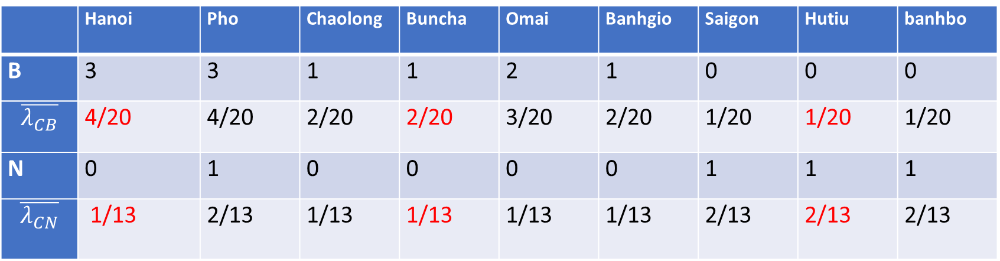 Hanoi Pho Chaolong Buncha Omai Banhgio Saigon Hutiu banhbo
B 3 3 1 1 2 1 0 0 0
$\overline{\lambda_{CB}}$ 4/20 4/20 2/20 2/20 3/20 2/20 1/20 1/20 1/20
N 0 1 0 0 0 0 1 1 1
$\overline{\lambda_{CN}}$ 1/13 2/13 1/13 1/13 1/13 1/13 2/13 2/13 2/13